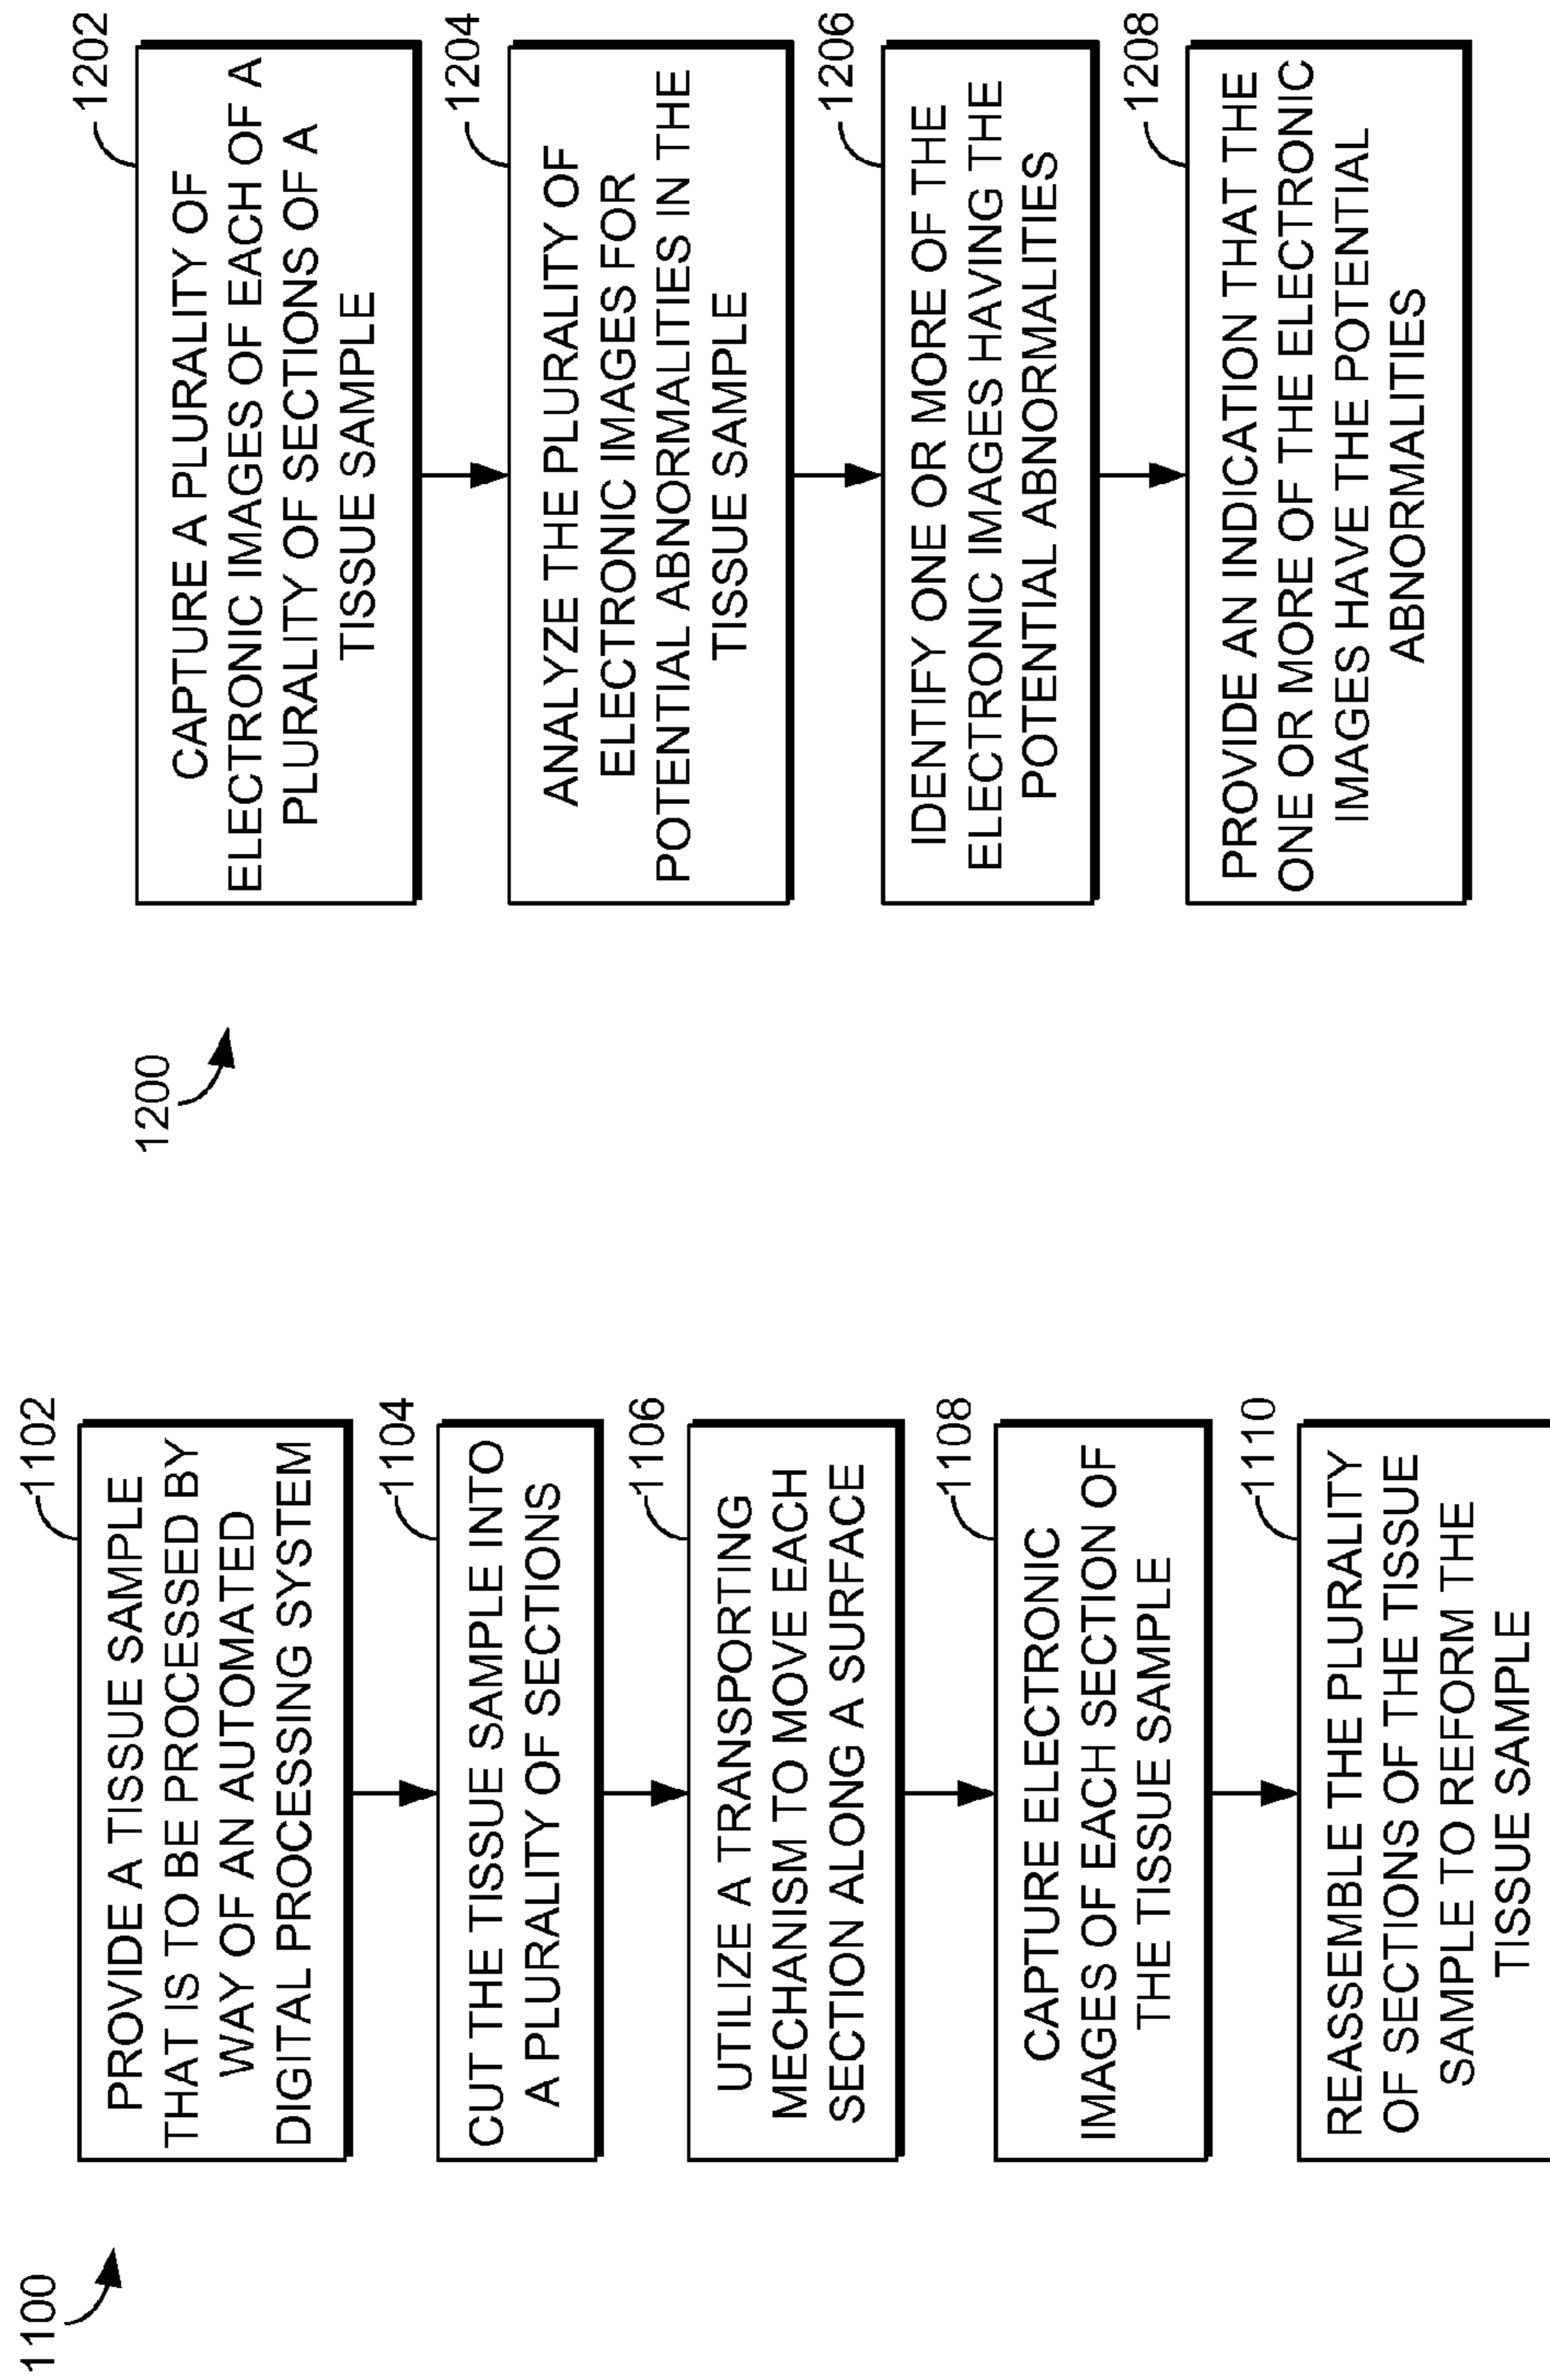 1100
1102
PROVIDE A TISSUE SAMPLE
THAT IS TO BE PROCESSED BY
WAY OF AN AUTOMATED
DIGITAL PROCESSING SYSTEM
1104
CUT THE TISSUE SAMPLE INTO
A PLURALITY OF SECTIONS
1106
UTILIZE A TRANSPORTING
MECHANISM TO MOVE EACH
SECTION ALONG A SURFACE
1108
CAPTURE ELECTRONIC
IMAGES OF EACH SECTION OF
THE TISSUE SAMPLE
1110
REASSEMBLE THE PLURALITY
OF SECTIONS OF THE TISSUE
SAMPLE TO REFORM THE
TISSUE SAMPLE
1200
1202
CAPTURE A PLURALITY OF
ELECTRONIC IMAGES OF EACH OF A
PLURALITY OF SECTIONS OF A
TISSUE SAMPLE
1204
ANALYZE THE PLURALITY OF
ELECTRONIC IMAGES FOR
POTENTIAL ABNORMALITIES IN THE
TISSUE SAMPLE
1206
IDENTIFY ONE OR MORE OF THE
ELECTRONIC IMAGES HAVING THE
POTENTIAL ABNORMALITIES
1208
PROVIDE AN INDICATION THAT THE
ONE OR MORE OF THE ELECTRONIC
IMAGES HAVE THE POTENTIAL
ABNORMALITIES